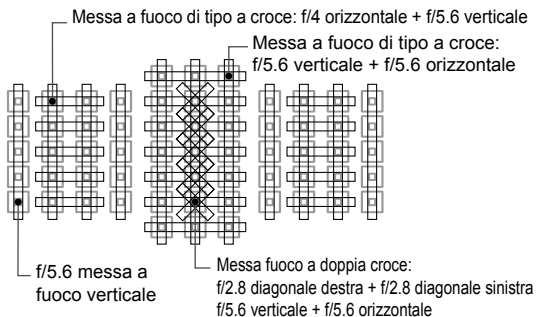 Messa a fuoco di tipo a croce: f/4 orizzontale + f/5.6 verticale
Messa a fuoco di tipo a croce:
f/5.6 verticale + f/5.6 orizzontale
f/5.6 messa a
fuoco verticale
Messa fuoco a doppia croce:
f/2.8 diagonale destra + f/2.8 diagonale sinistra
f/5.6 verticale + f/5.6 orizzontale